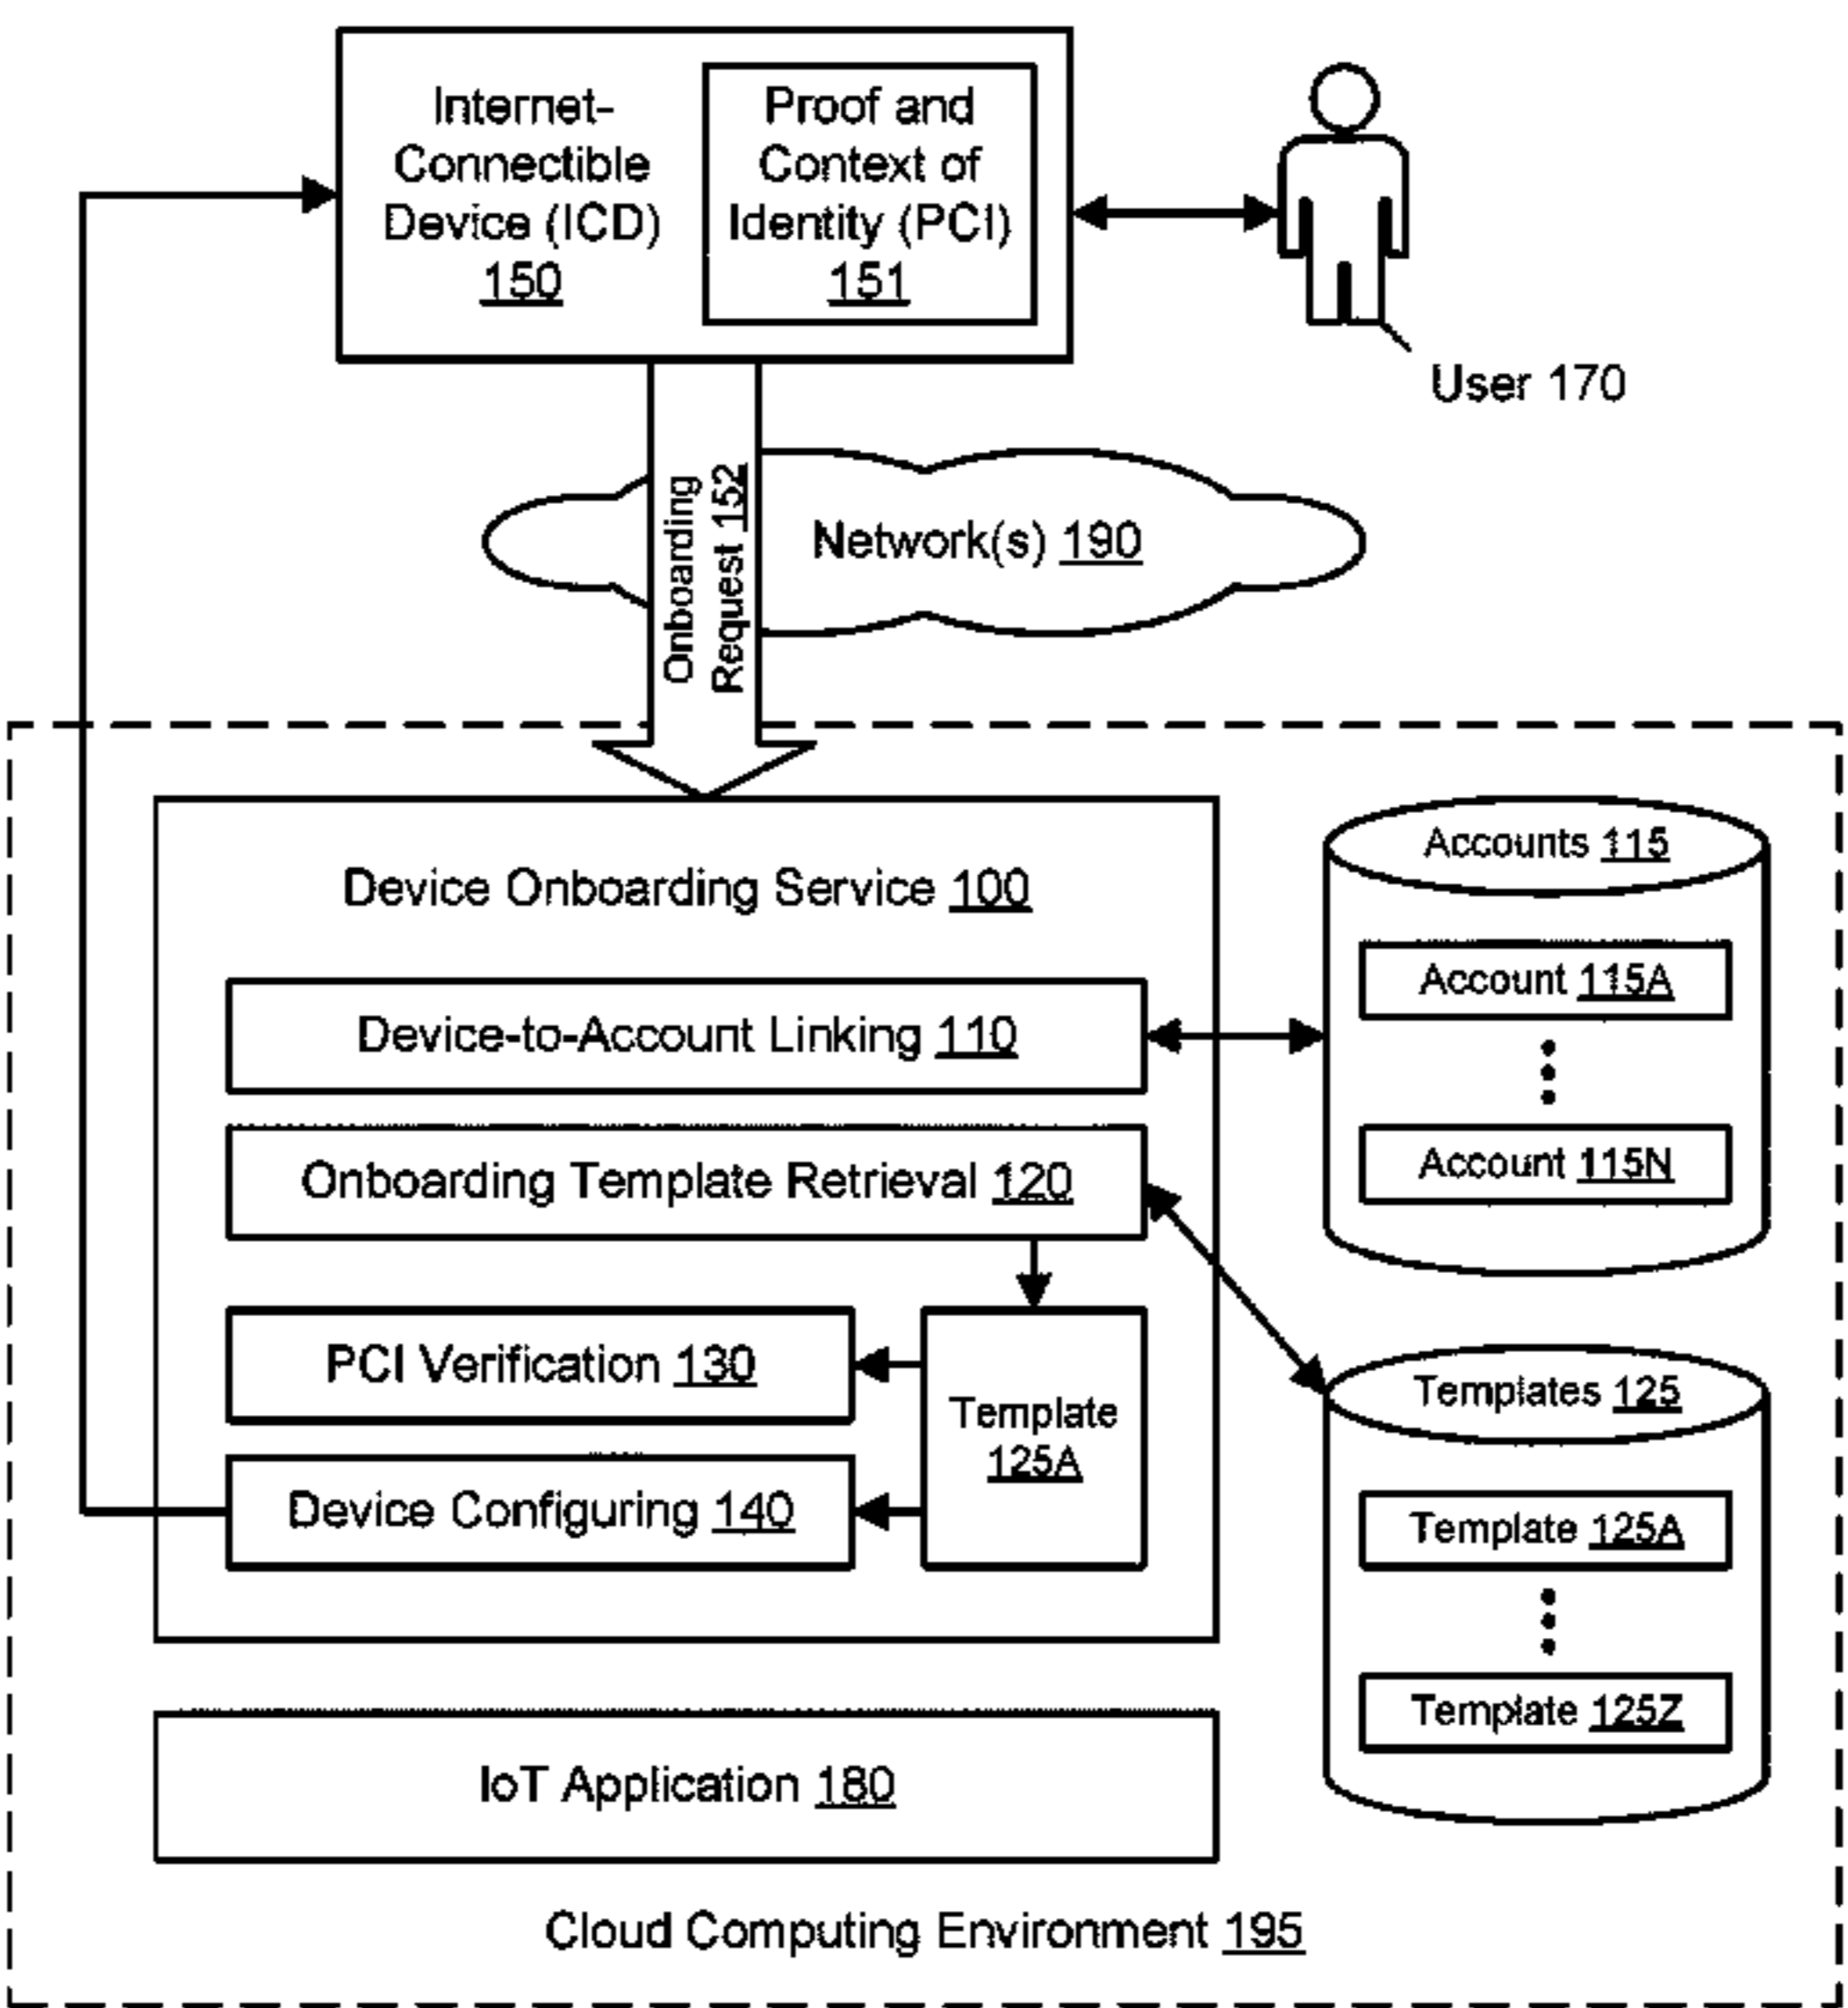 Internet-
Connectible
Device (ICD)
150
Proof and
Context of
Identity (PCI)
151
User 170
Onboarding
Request 152
Network(s) 190
Device Onboarding Service 100
Device-to-Account Linking 110
Onboarding Template Retrieval 120
PCI Verification 130
Device Configuring 140
Template
125A
Accounts 115
Account 115A
Account 115N
Templates 125
Template 125A
Template 125Z
IoT Application 180
Cloud Computing Environment 195